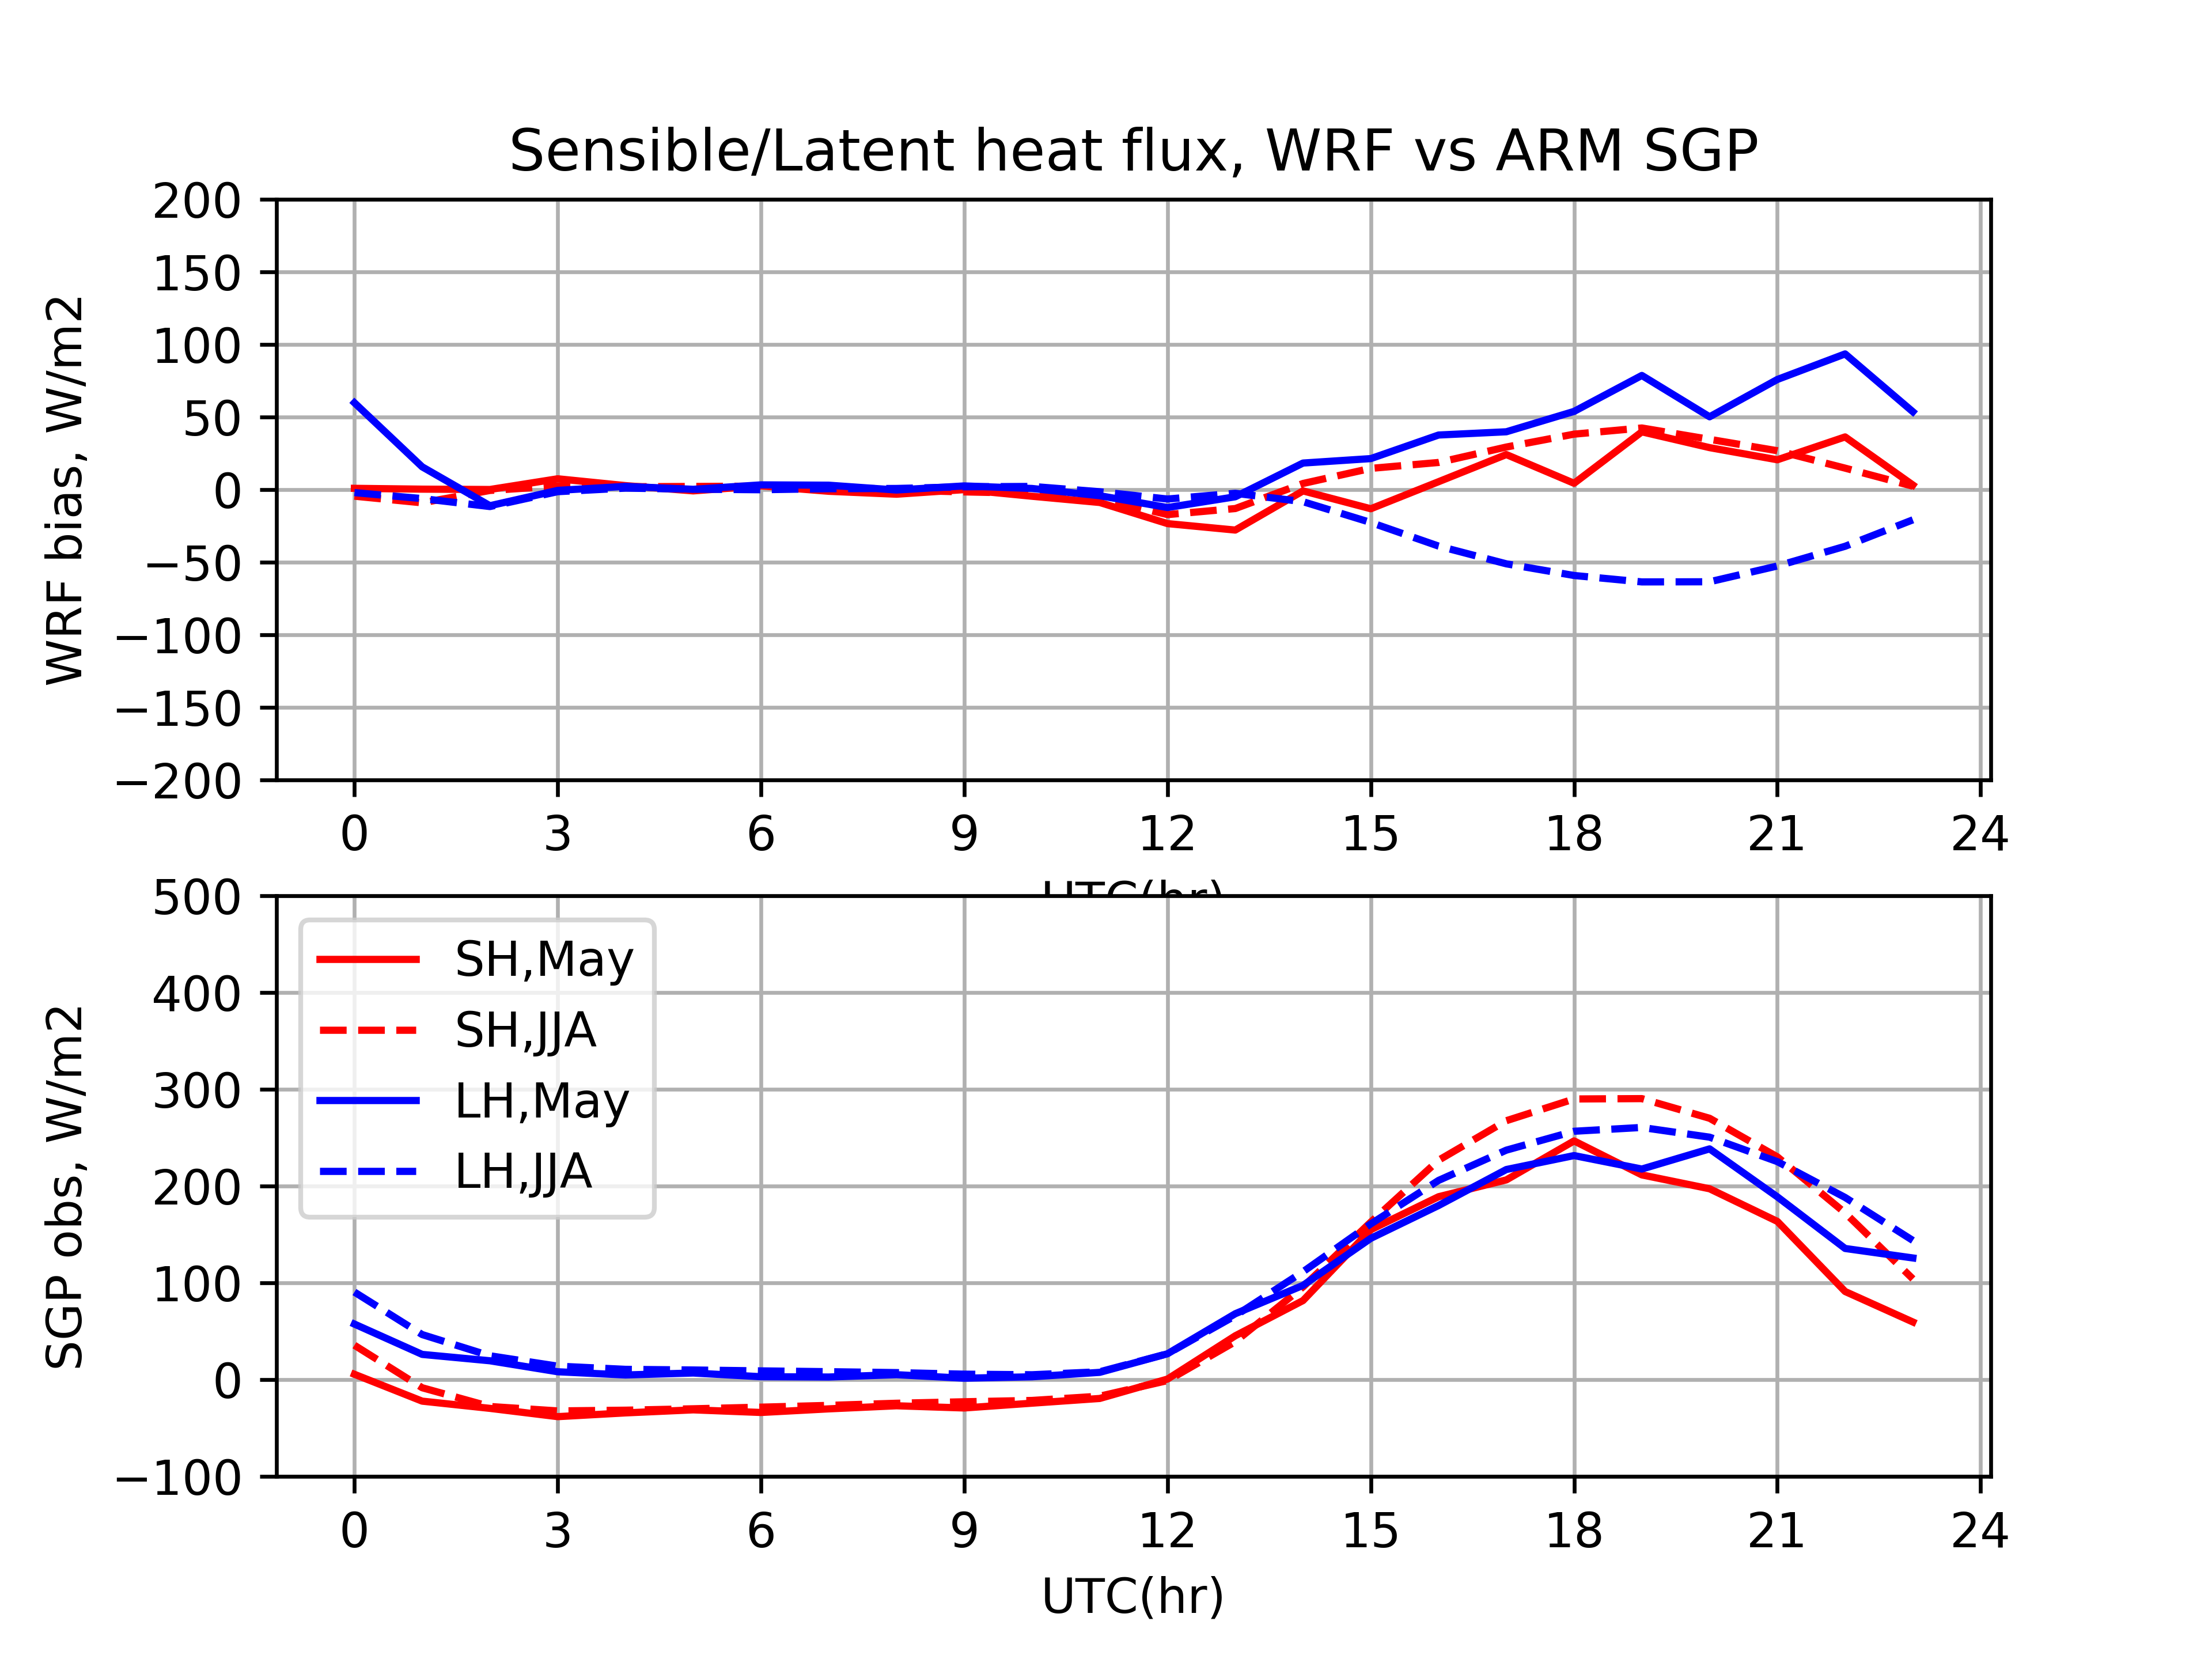 Sensible/Latent heat flux, WRF vs ARM SGP
WRF bias, W/m2
200
150
100
50
0
−50
−100
−150
−200
0 3 6 9 12 15 18 21 24
UTC(hr)
SGP obs, W/m2
500
400
300
200
100
0
−100
SH,May
SH,JJA
LH,May
LH,JJA
0 3 6 9 12 15 18 21 24
UTC(hr)